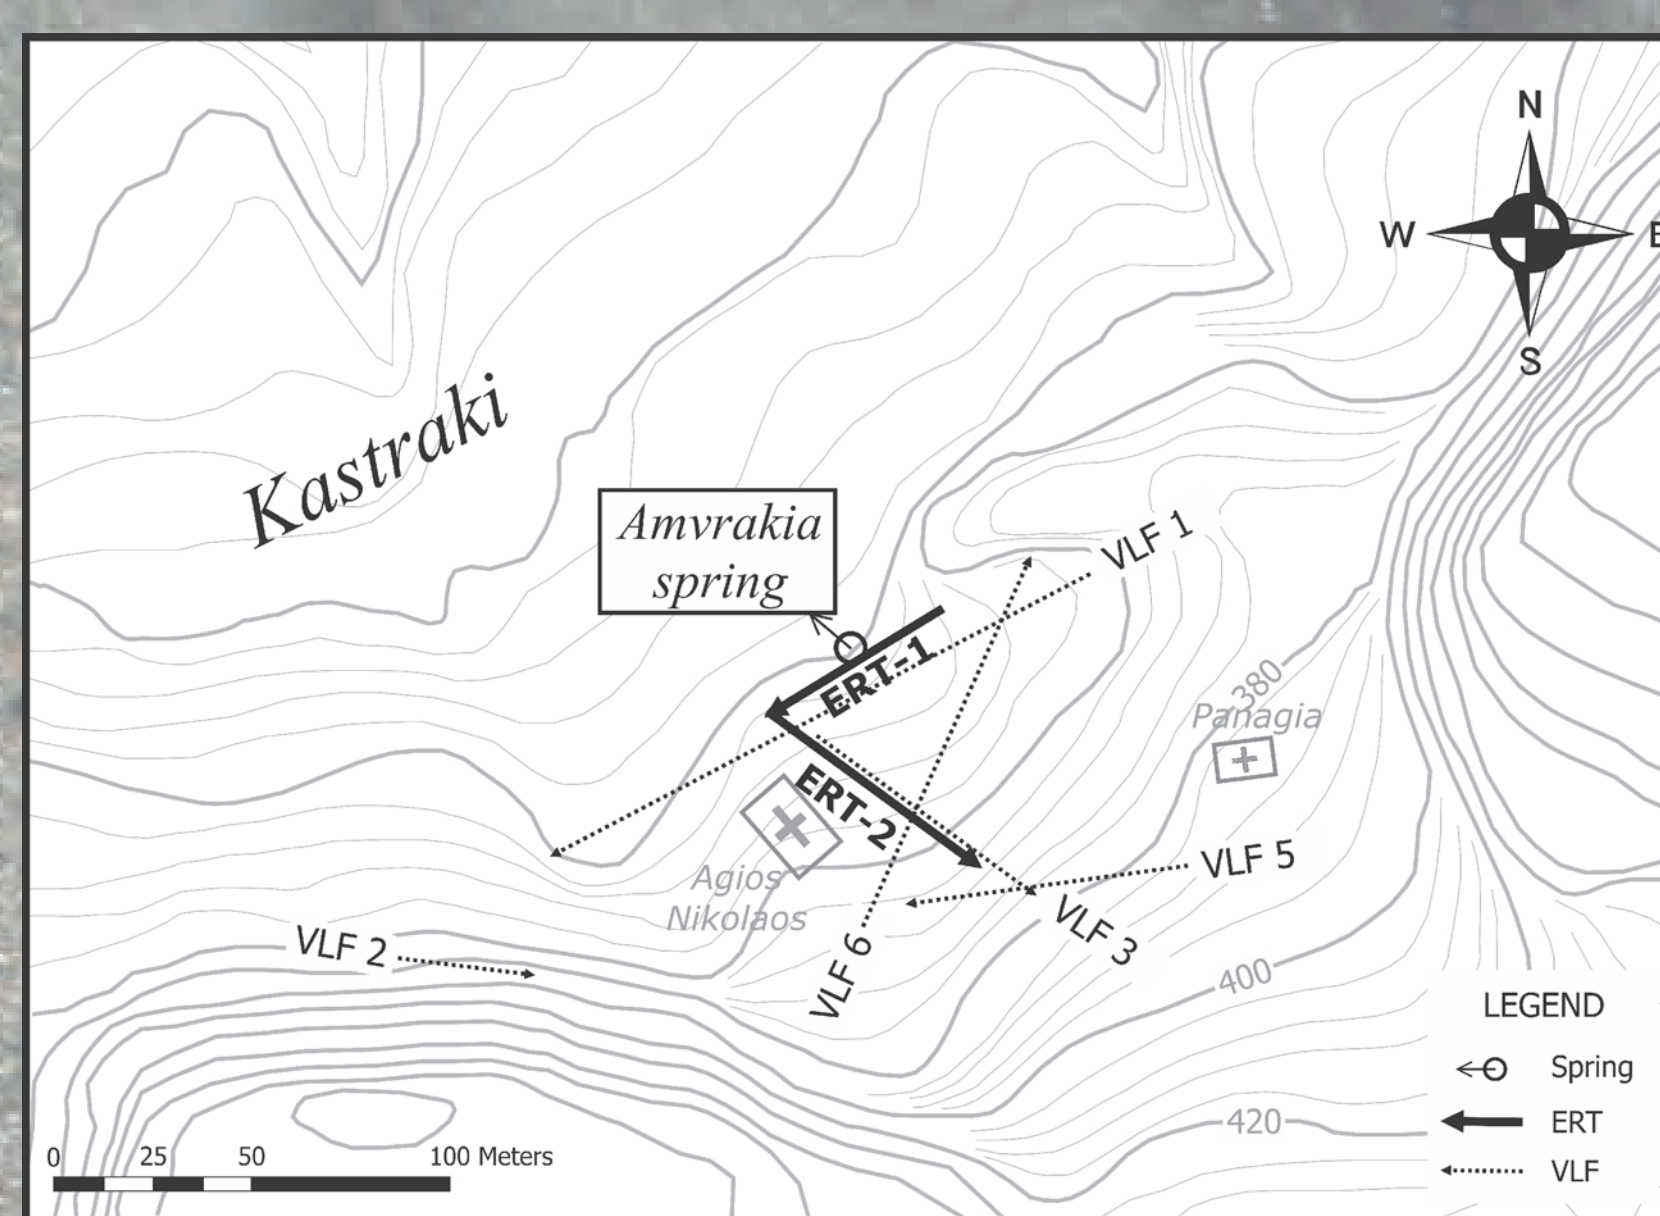 N
W
E
S
Kastraki
Amvrakia
spring
VLF 1
ERT-1
380
Panagia
ERT-2
VLF 5
Agios
Nikolaos
VLF 2
VLF 3
VLF 6
400
LEGEND
Spring
420
ERT
0 25 50 100 Meters
VLF